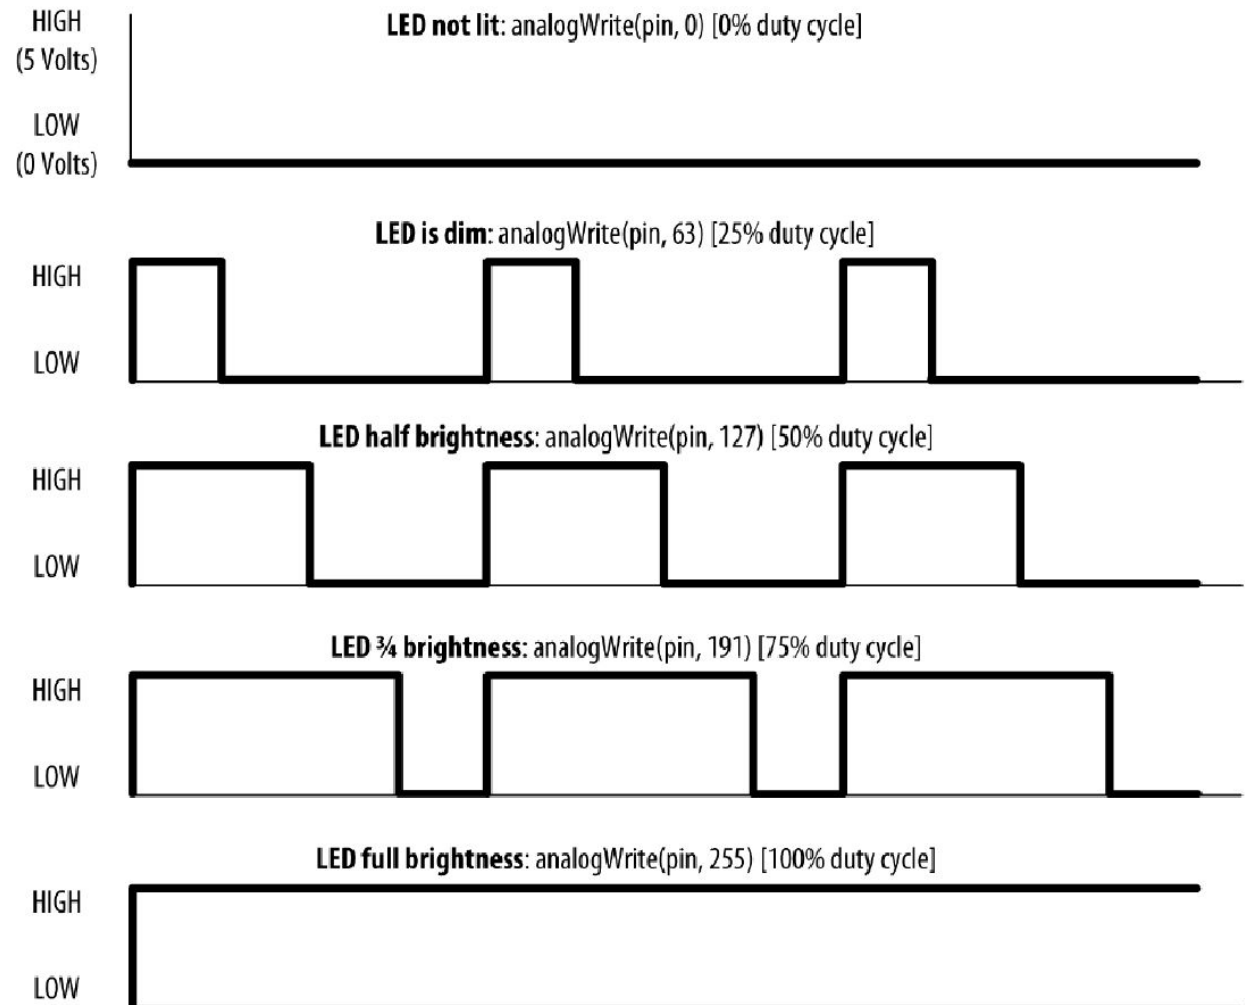 LED not lit: analogWrite(pin, 0) [0% duty cycle]
HIGH
(5 Volts)
LOW
(0 Volts)
LED is dim: analogWrite(pin, 63) [25% duty cycle]
HIGH
LOW
LED half brightness: analogWrite(pin, 127) [50% duty cycle]
HIGH
LOW
LED ¾ brightness: analogWrite(pin, 191) [75% duty cycle]
HIGH
LOW
LED full brightness: analogWrite(pin, 255) [100% duty cycle]
HIGH
LOW